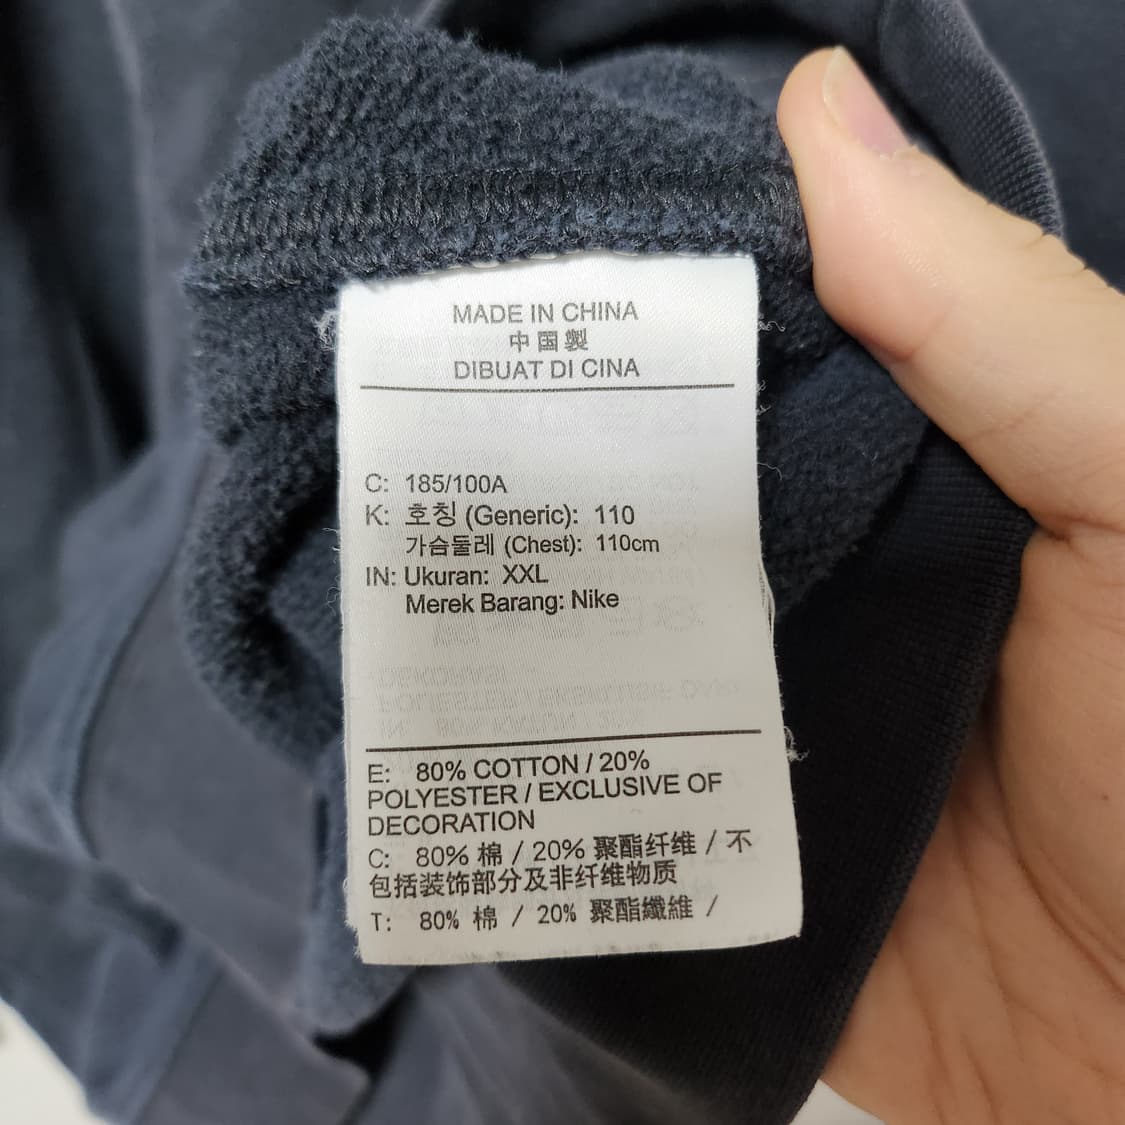 MADE IN CHINA
中国製
DIBUAT DI CINA
C: 185/100A
K: 호칭 (Generic): 110
가슴둘레 (Chest): 110cm
IN: Ukuran: XXL
Merek Barang: Nike
E: 80% COTTON / 20%
POLYESTER / EXCLUSIVE OF
DECORATION
C: 80% 棉 / 20% 聚酯纤维 / 不
包括装饰部分及非纤维物质
T: 80% 棉 / 20% 聚酯纖維 /